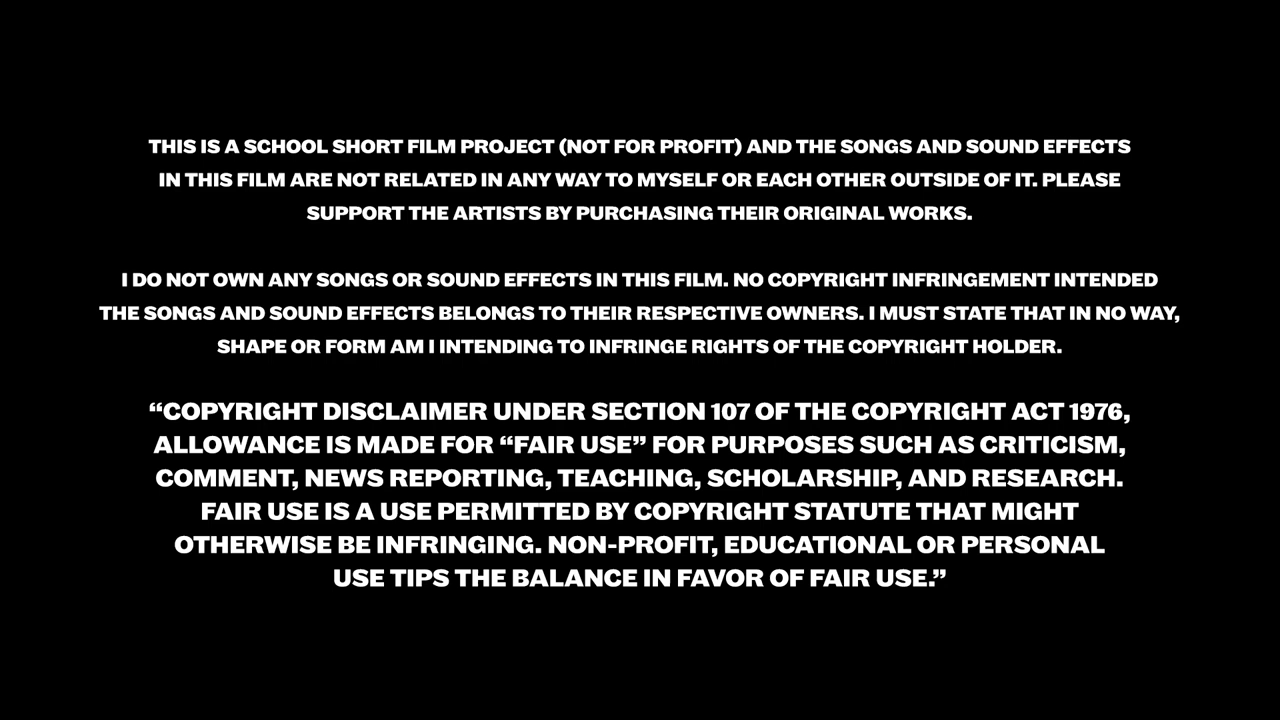 THIS IS A SCHOOL SHORT FILM PROJECT (NOT FOR PROFIT) AND THE SONGS AND SOUND EFFECTS
IN THIS FILM ARE NOT RELATED IN ANY WAY TO MYSELF OR EACH OTHER OUTSIDE OF IT. PLEASE
SUPPORT THE ARTISTS BY PURCHASING THEIR ORIGINAL WORKS.
I DO NOT OWN ANY SONGS OR SOUND EFFECTS IN THIS FILM. NO COPYRIGHT INFRINGEMENT INTENDED
THE SONGS AND SOUND EFFECTS BELONGS TO THEIR RESPECTIVE OWNERS. I MUST STATE THAT IN NO WAY,
SHAPE OR FORM AM I INTENDING TO INFRINGE RIGHTS OF THE COPYRIGHT HOLDER.
“COPYRIGHT DISCLAIMER UNDER SECTION 107 OF THE COPYRIGHT ACT 1976,
ALLOWANCE IS MADE FOR “FAIR USE” FOR PURPOSES SUCH AS CRITICISM,
COMMENT, NEWS REPORTING, TEACHING, SCHOLARSHIP, AND RESEARCH.
FAIR USE IS A USE PERMITTED BY COPYRIGHT STATUTE THAT MIGHT
OTHERWISE BE INFRINGING. NON-PROFIT, EDUCATIONAL OR PERSONAL
USE TIPS THE BALANCE IN FAVOR OF FAIR USE.”